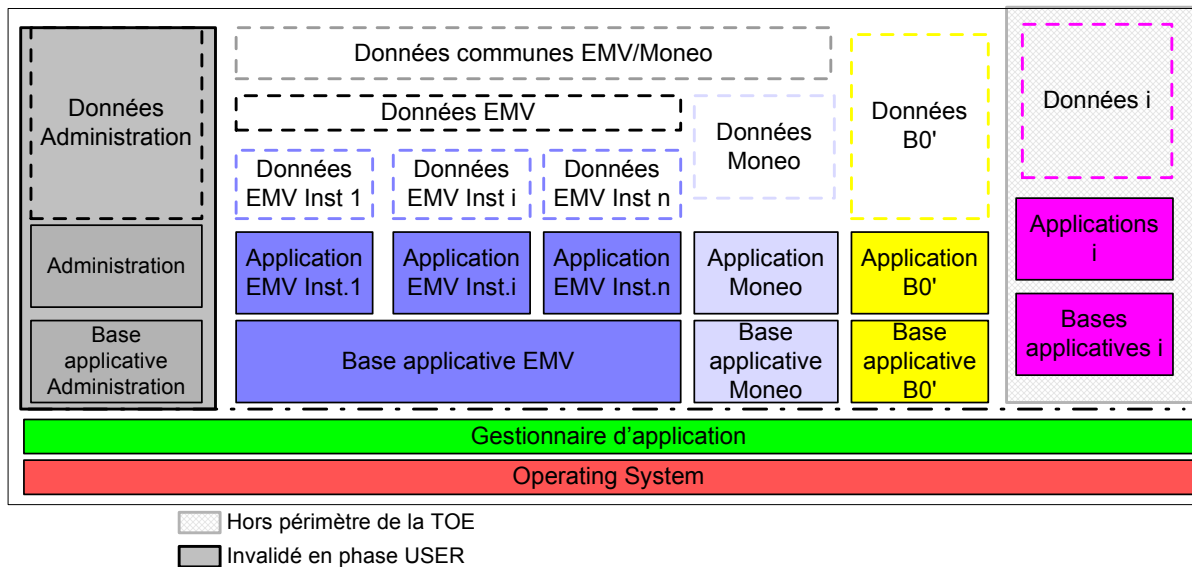 Données
Administration
Administration
Base
applicative
Administration
Données communes EMV/Moneo
Données EMV
Données
EMV Inst 1
Données
EMV Inst i
Données
EMV Inst n
Application
EMV Inst.1
Application
EMV Inst.i
Application
EMV Inst.n
Base applicative EMV
Données
Moneo
Application
Moneo
Base
applicative
Moneo
Données
B0'
Application
B0'
Base
applicative
B0'
Données i
Applications
i
Bases
applicatives i
Gestionnaire d'application
Operating System
Hors périmètre de la TOE
Invalidé en phase USER